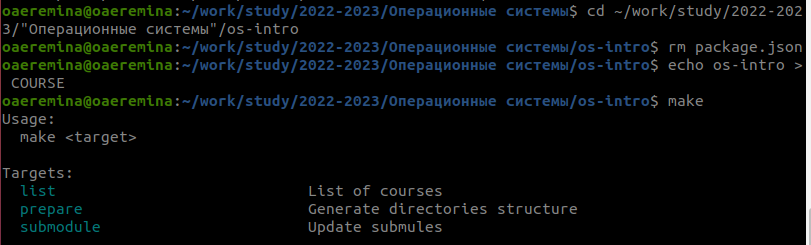 oaeremina@oaeremina:~/work/study/2022-2023/Операционные системы$ cd ~/work/study/2022-202
3/"Операционные системы"/os-intro
oaeremina@oaeremina:~/work/study/2022-2023/Операционные системы/os-intro$ rm package.json
oaeremina@oaeremina:~/work/study/2022-2023/Операционные системы/os-intro$ echo os-intro >
 COURSE
oaeremina@oaeremina:~/work/study/2022-2023/Операционные системы/os-intro$ make
Usage:
  make <target>

Targets:
  list                            List of courses
  prepare                         Generate directories structure
  submodule                       Update submules